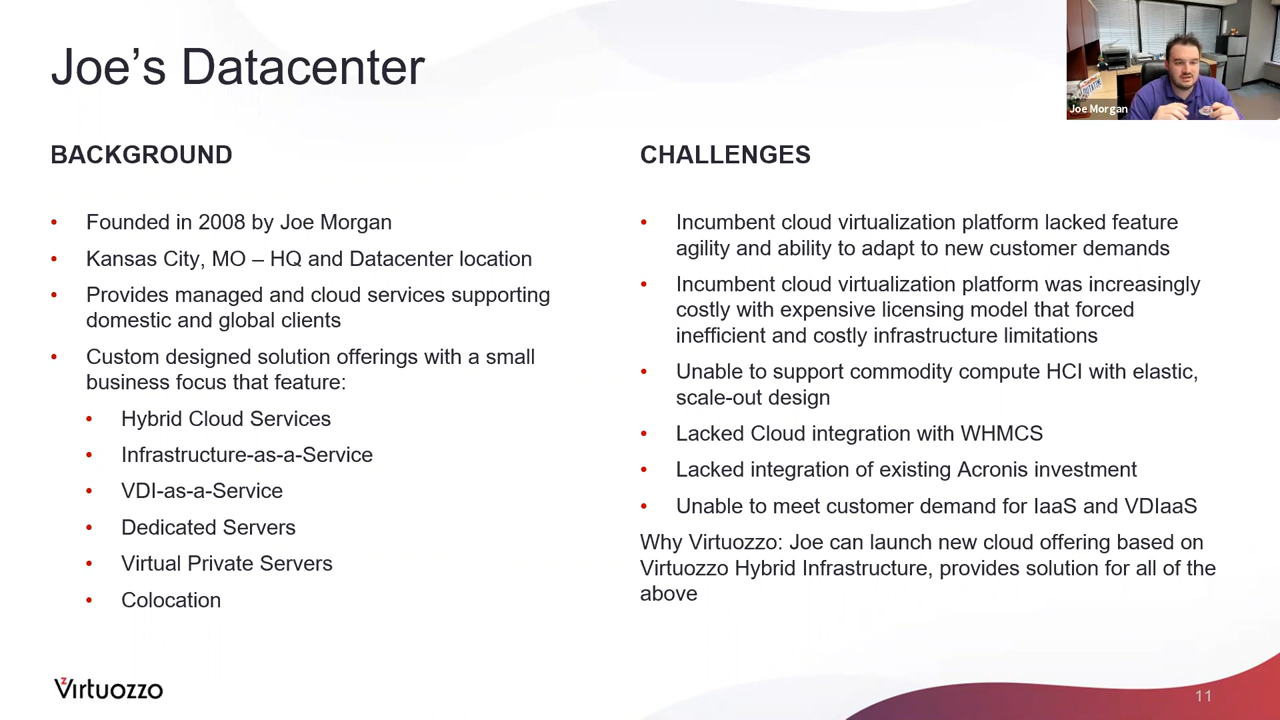 Joe’s Datacenter
Joe Morgan
BACKGROUND
• Founded in 2008 by Joe Morgan
• Kansas City, MO – HQ and Datacenter location
• Provides managed and cloud services supporting
domestic and global clients
• Custom designed solution offerings with a small
business focus that feature:
• Hybrid Cloud Services
• Infrastructure-as-a-Service
• VDI-as-a-Service
• Dedicated Servers
• Virtual Private Servers
• Colocation
CHALLENGES
• Incumbent cloud virtualization platform lacked feature
agility and ability to adapt to new customer demands
• Incumbent cloud virtualization platform was increasingly
costly with expensive licensing model that forced
inefficient and costly infrastructure limitations
• Unable to support commodity compute HCI with elastic,
scale-out design
• Lacked Cloud integration with WHMCS
• Lacked integration of existing Acronis investment
• Unable to meet customer demand for IaaS and VDIaaS
Why Virtuozzo: Joe can launch new cloud offering based on
Virtuozzo Hybrid Infrastructure, provides solution for all of the
above
Virtuozzo
11